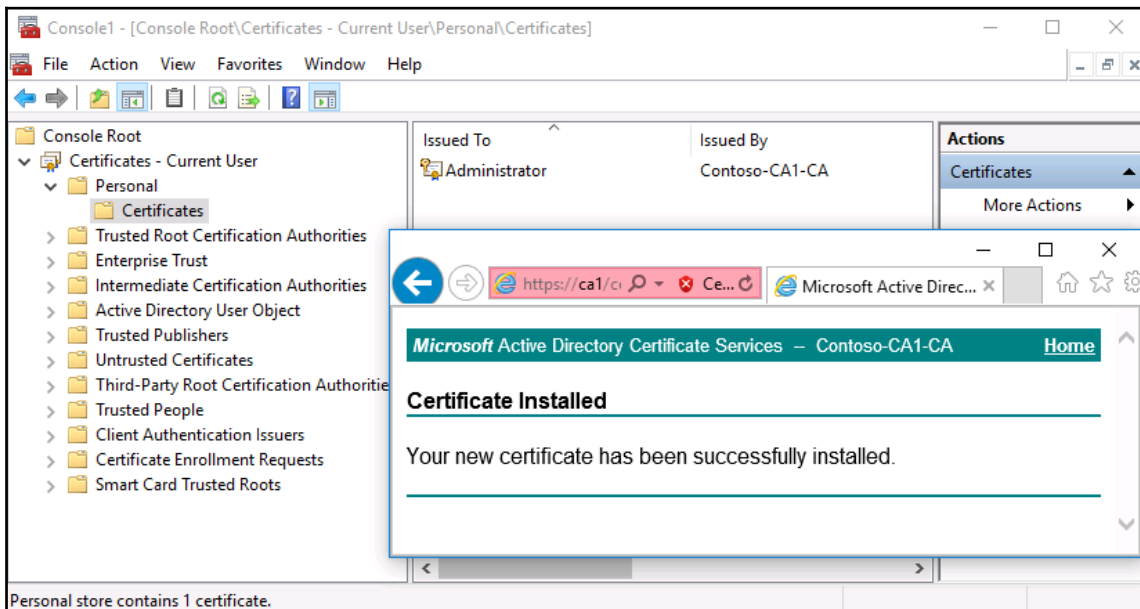 Console1 - [Console Root\Certificates - Current User\Personal\Certificates]
File Action View Favorites Window Help
Console Root
Certificates - Current User
Personal
Certificates
Trusted Root Certification Authorities
Enterprise Trust
Intermediate Certification Authorities
Active Directory User Object
Trusted Publishers
Untrusted Certificates
Third-Party Root Certification Authoritie
Trusted People
Client Authentication Issuers
Certificate Enrollment Requests
Smart Card Trusted Roots
Issued To Issued By
Administrator Contoso-CA1-CA
Actions
Certificates
More Actions
https://ca1/c Ce... Microsoft Active Direc...
Microsoft Active Directory Certificate Services -- Contoso-CA1-CA Home
Certificate Installed
Your new certificate has been successfully installed.
Personal store contains 1 certificate.